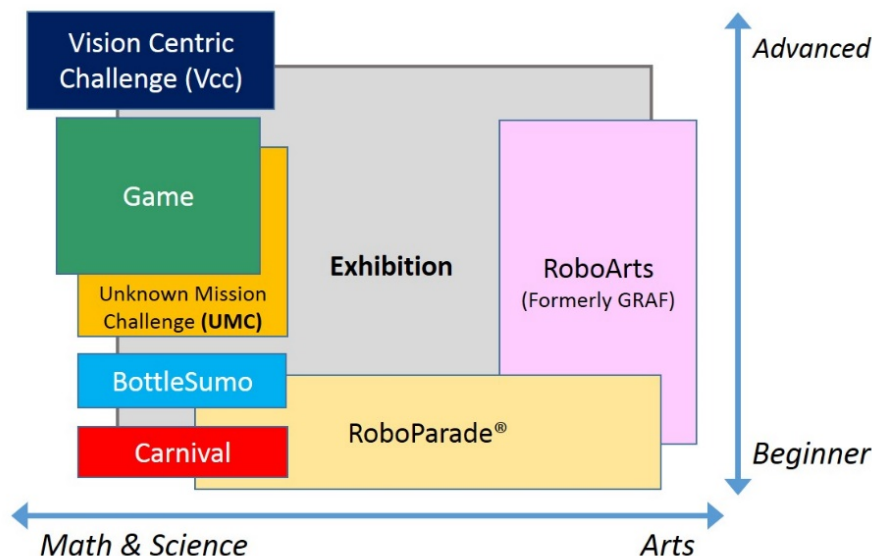 Vision Centric
Challenge (Vcc)
Advanced
Game
Exhibition
RoboArts
(Formerly GRAF)
Unknown Mission
Challenge (UMC)
BottleSumo
RoboParade®
Carnival
Beginner
Math & Science
Arts